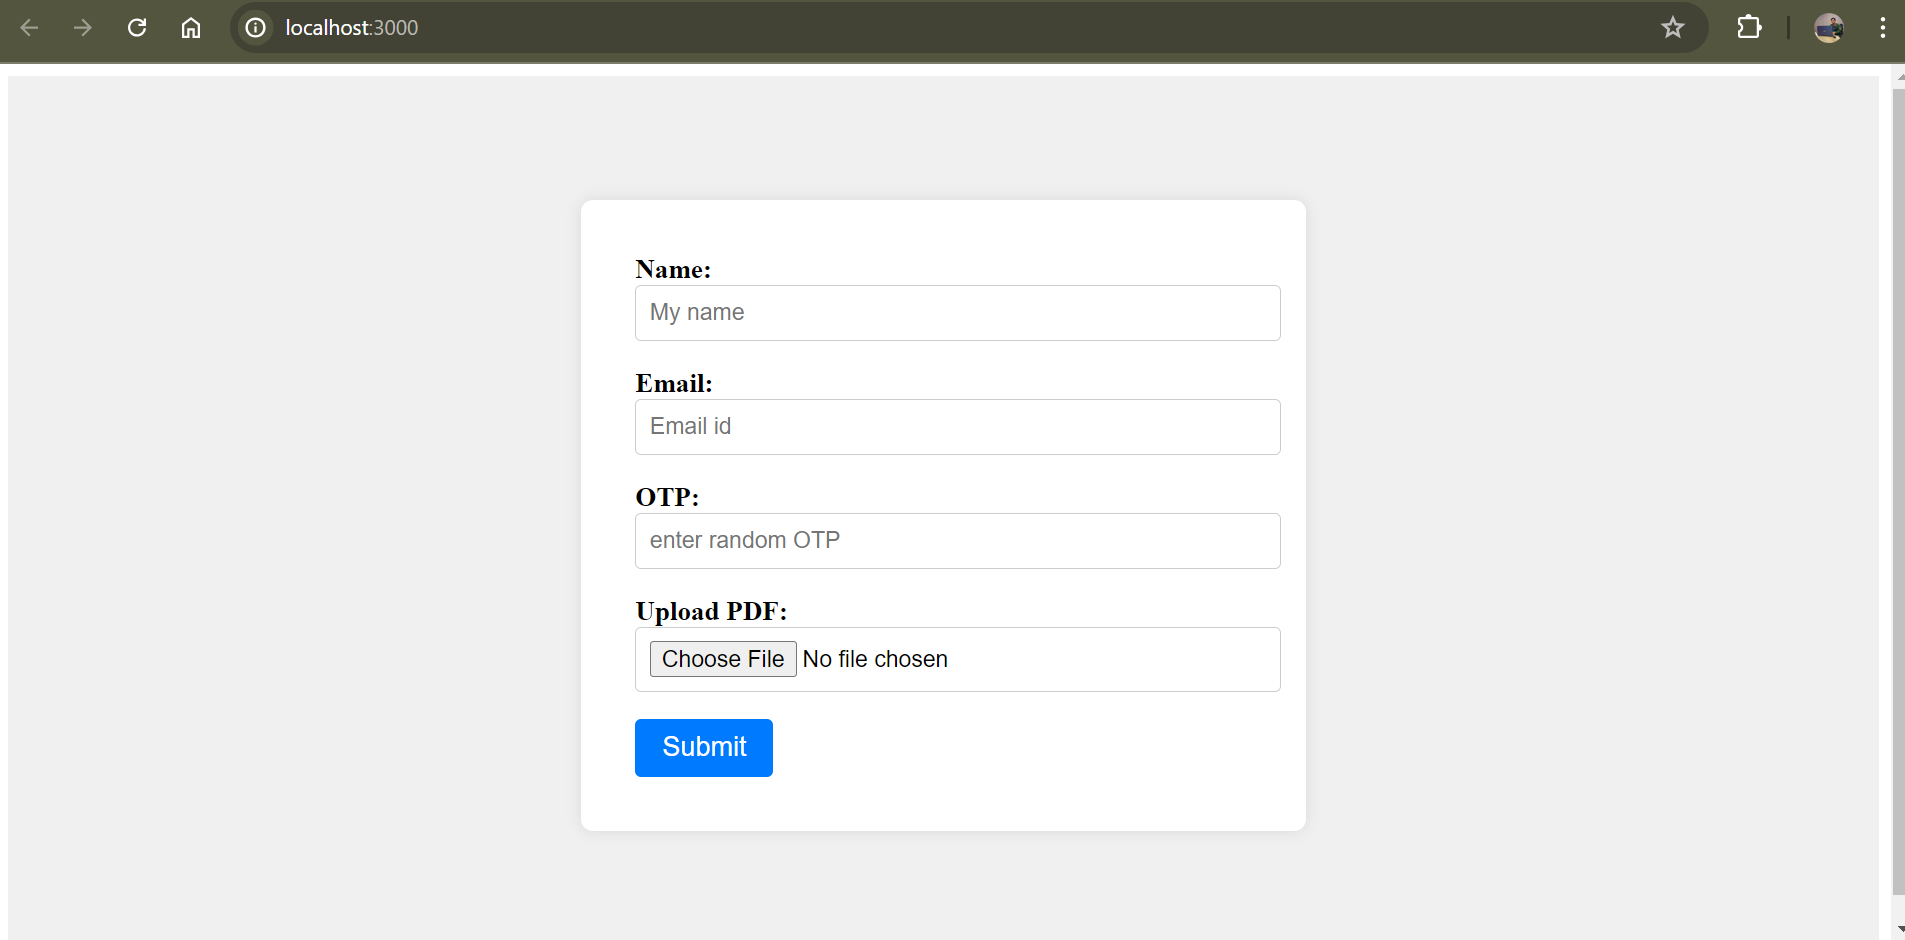 localhost:3000
Name:
My name
Email:
Email id
OTP:
enter random OTP
Upload PDF:
Choose File No file chosen
Submit